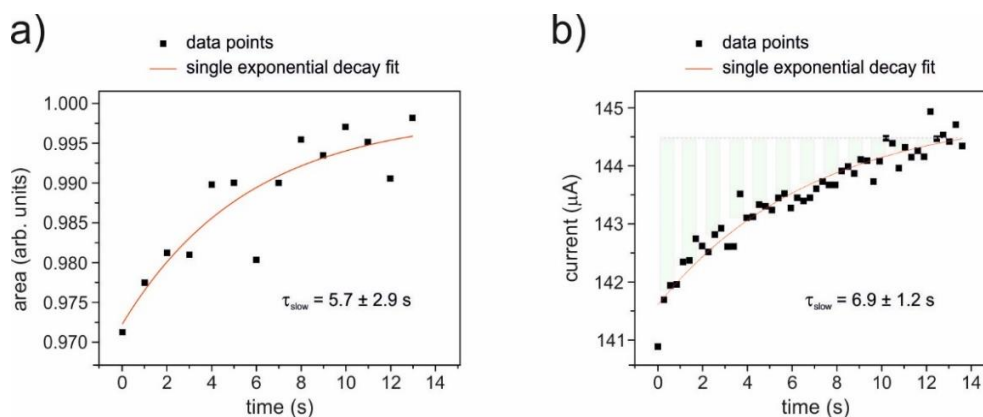 a)
data points
single exponential decay fit
1.000
0.995
0.990
0.985
0.980
0.975
0.970
area (arb. units)
τslow = 5.7 ± 2.9 s
0 2 4 6 8 10 12 14
time (s)
b)
data points
single exponential decay fit
145
144
143
142
141
current (μA)
τslow = 6.9 ± 1.2 s
0 2 4 6 8 10 12 14
time (s)